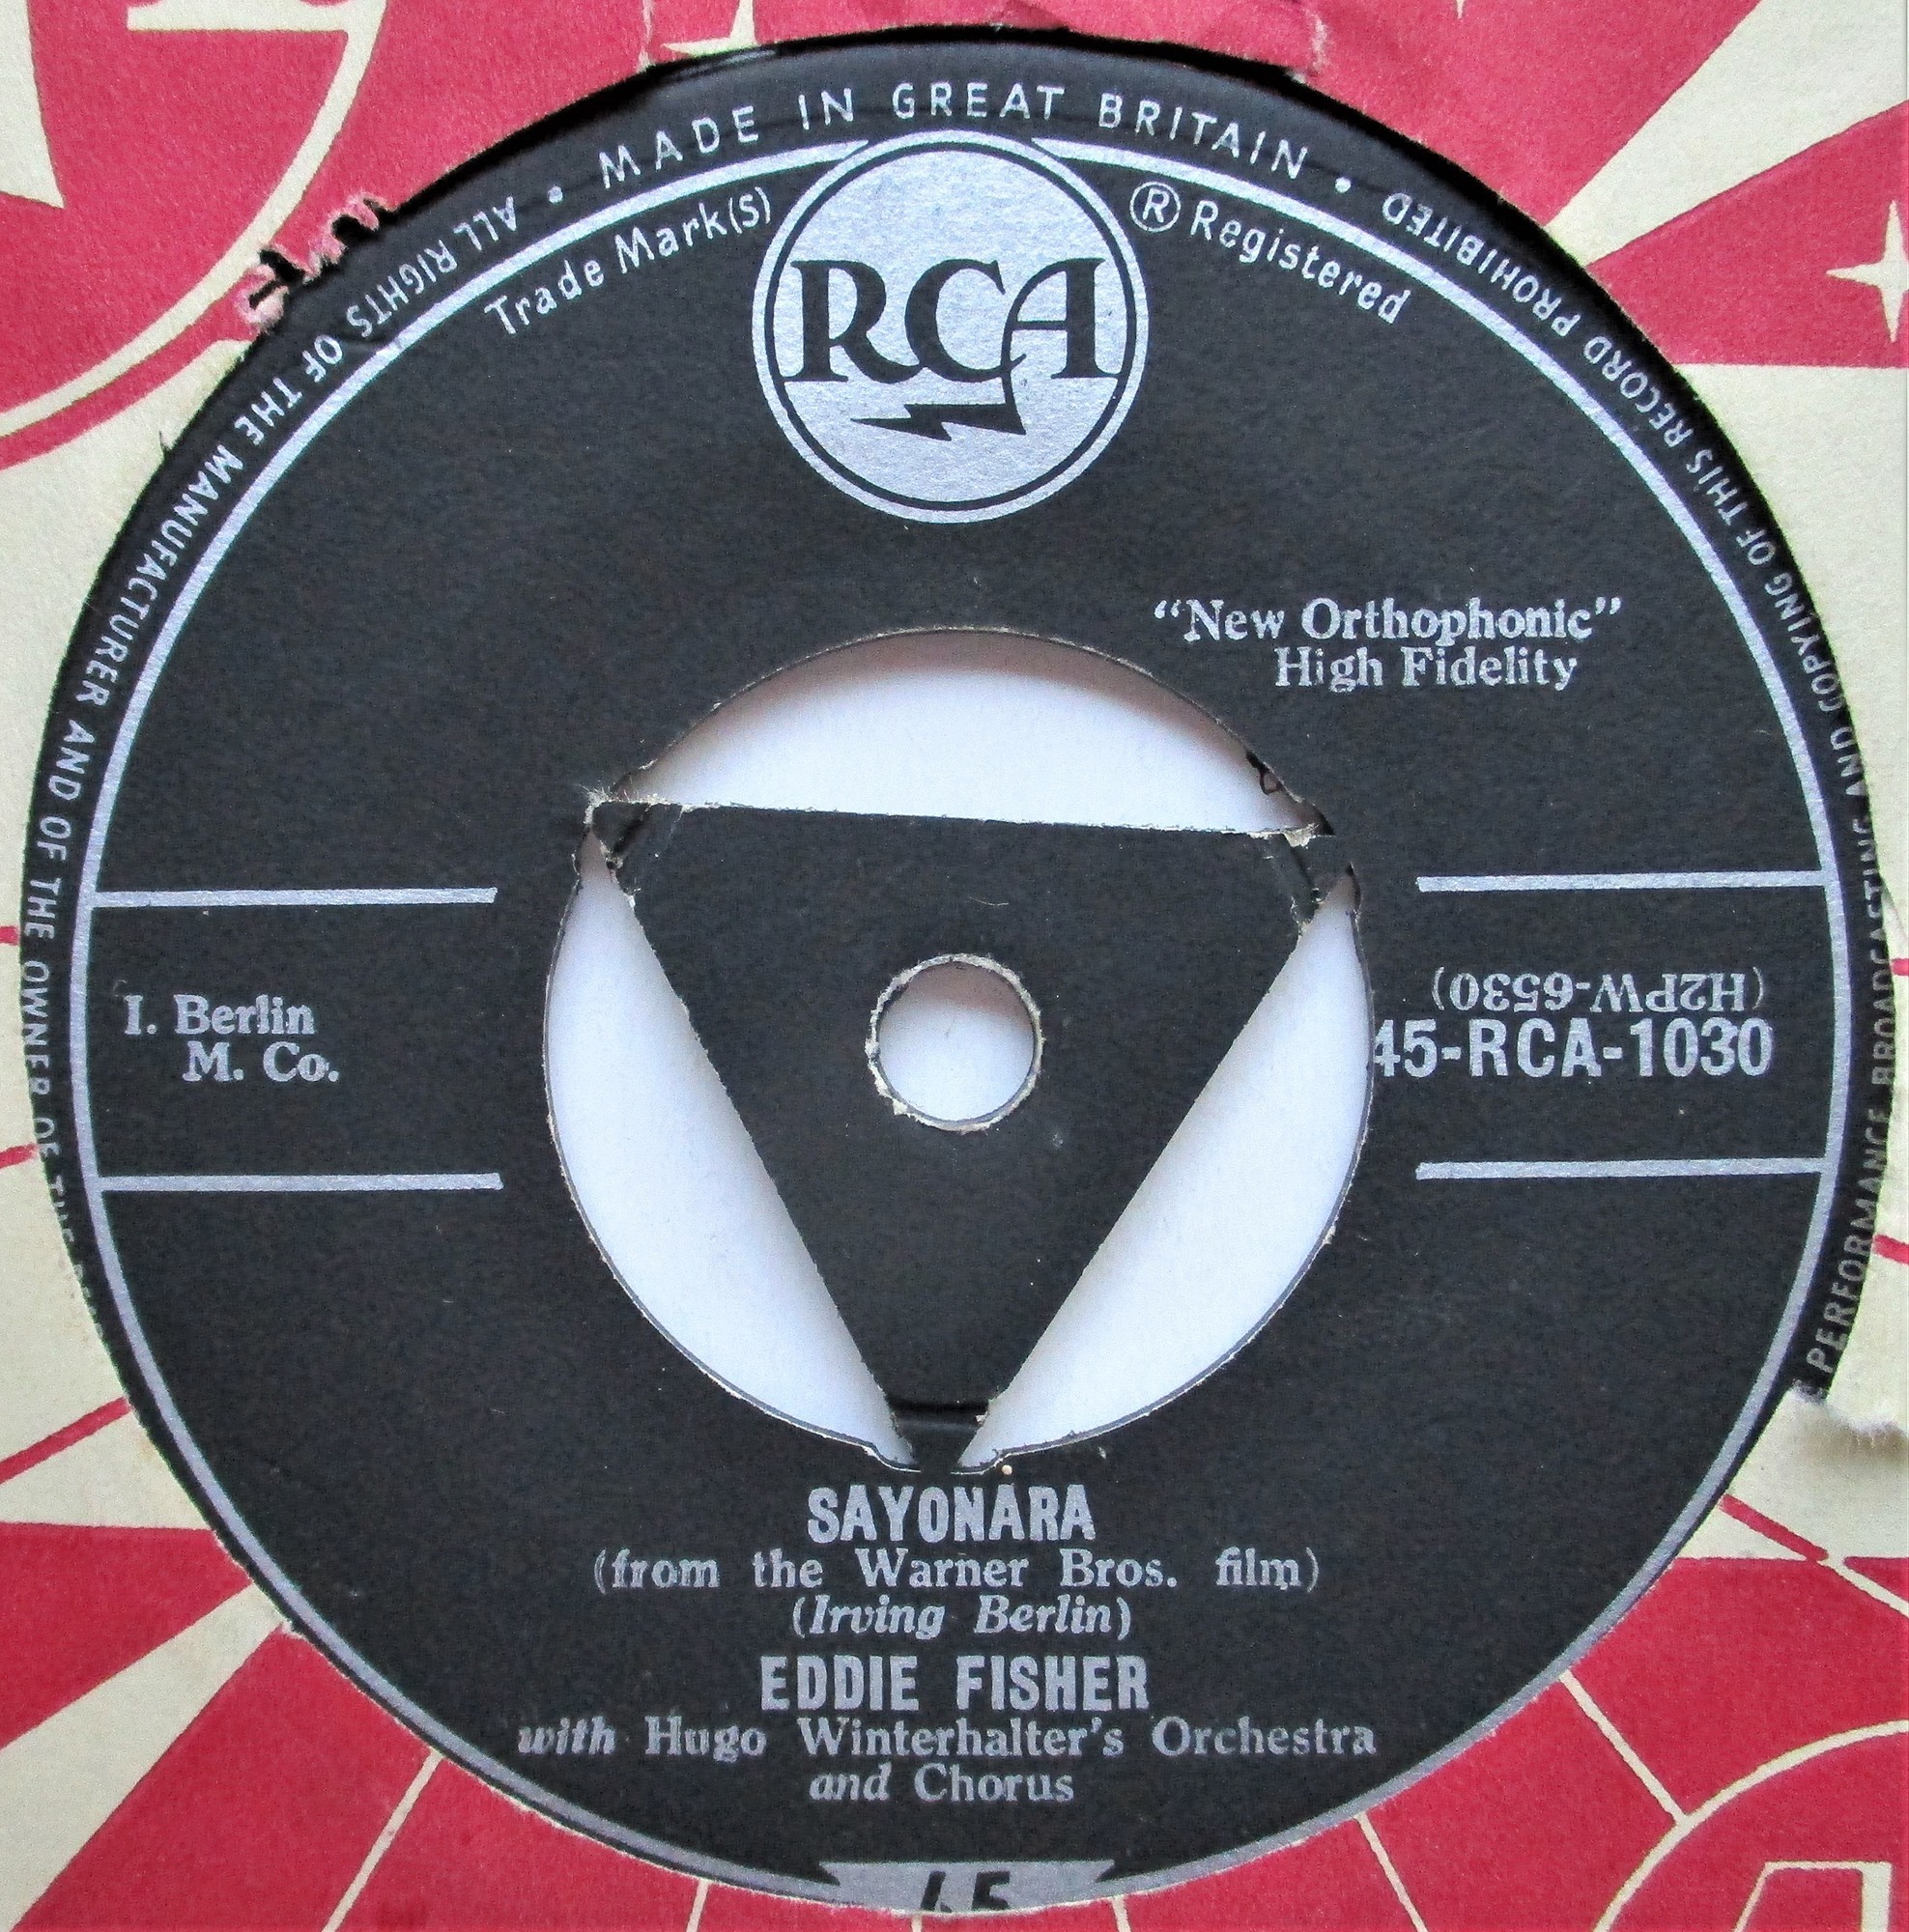 MADE IN GREAT BRITAIN • PROHIBITED
ALL RIGHTS OF THE MANUFACTURER AND OF THE OWNER OF THE
PERFORMANCE BROADCASTING AND COPYING OF THIS RECORD
Trade Mark(s)
® Registered
RCA
"New Orthophonic"
High Fidelity
I. Berlin
M. Co.
(H2PW-6530)
45-RCA-1030
SAYONARA
(from the Warner Bros. film)
(Irving Berlin)
EDDIE FISHER
with Hugo Winterhalter's Orchestra
and Chorus
45